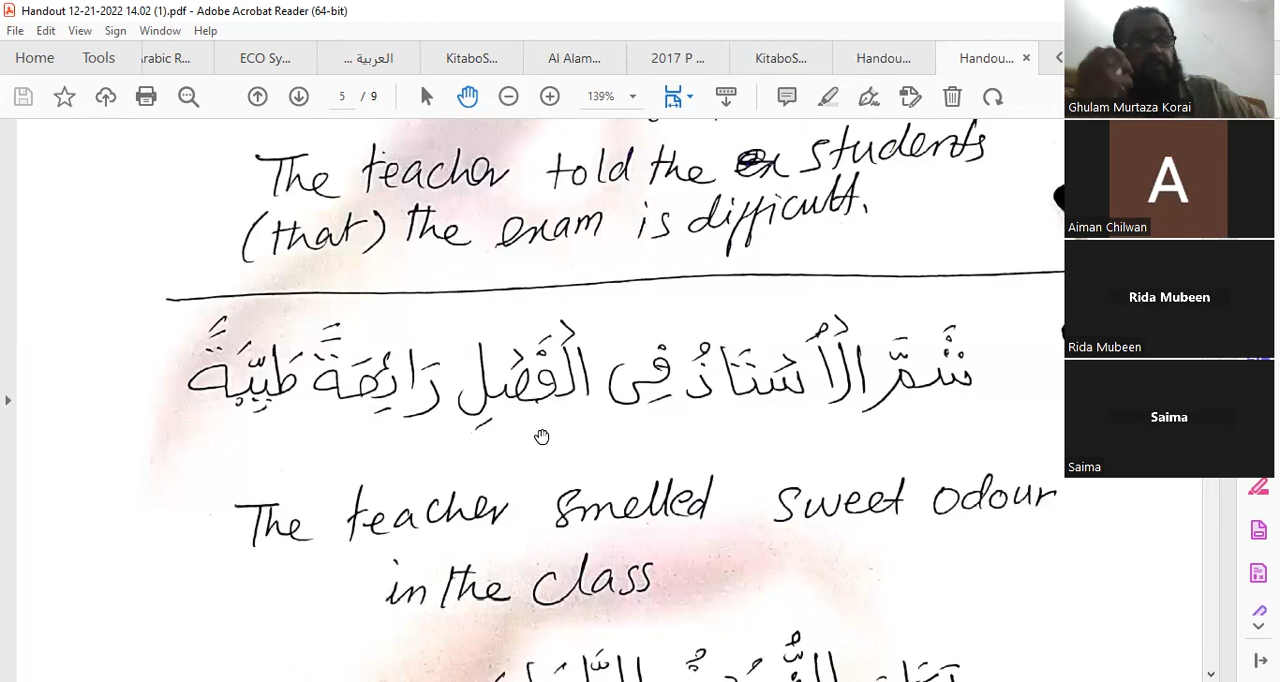 Handout 12-21-2022 14.02 (1).pdf - Adobe Acrobat Reader (64-bit)
File Edit View Sign Window Help
Home Tools Arabic R... ECO Sy... العربية ... KitaboS... Al Alam... 2017 P ... KitaboS... Handou... Handou... ×
5 / 9 139%
The teacher told the students
(that) the exam is difficult.
شَمَّ الْأُسْتَاذُ فِى الْفَصْلِ رَائِحَةً طَيِّبَةً
The teacher smelled sweet odour
in the class
Ghulam Murtaza Korai
A
Aiman Chilwan
Rida Mubeen
Rida Mubeen
Saima
Saima